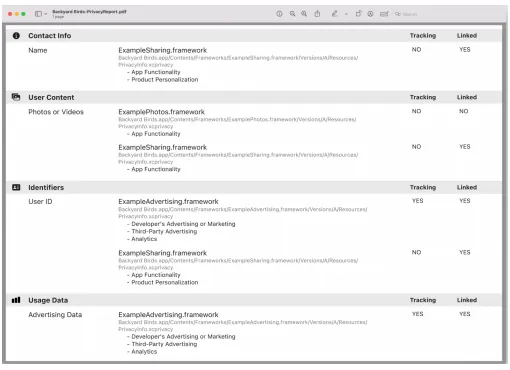 Backyard Birds-PrivacyReport.pdf
1 page
Search
Contact Info Tracking Linked
Name ExampleSharing.framework NO YES
Backyard Birds.app/Contents/Frameworks/ExampleSharing.framework/Versions/A/Resources/
PrivacyInfo.xcprivacy
- App Functionality
- Product Personalization
User Content Tracking Linked
Photos or Videos ExamplePhotos.framework NO NO
Backyard Birds.app/Contents/Frameworks/ExamplePhotos.framework/Versions/A/Resources/
PrivacyInfo.xcprivacy
- App Functionality
ExampleSharing.framework NO YES
Backyard Birds.app/Contents/Frameworks/ExampleSharing.framework/Versions/A/Resources/
PrivacyInfo.xcprivacy
- App Functionality
Identifiers Tracking Linked
User ID ExampleAdvertising.framework YES YES
Backyard Birds.app/Contents/Frameworks/ExampleAdvertising.framework/Versions/A/Resources/
PrivacyInfo.xcprivacy
- Developer's Advertising or Marketing
- Third-Party Advertising
- Analytics
ExampleSharing.framework NO YES
Backyard Birds.app/Contents/Frameworks/ExampleSharing.framework/Versions/A/Resources/
PrivacyInfo.xcprivacy
- App Functionality
- Product Personalization
Usage Data Tracking Linked
Advertising Data ExampleAdvertising.framework YES YES
Backyard Birds.app/Contents/Frameworks/ExampleAdvertising.framework/Versions/A/Resources/
PrivacyInfo.xcprivacy
- Developer's Advertising or Marketing
- Third-Party Advertising
- Analytics